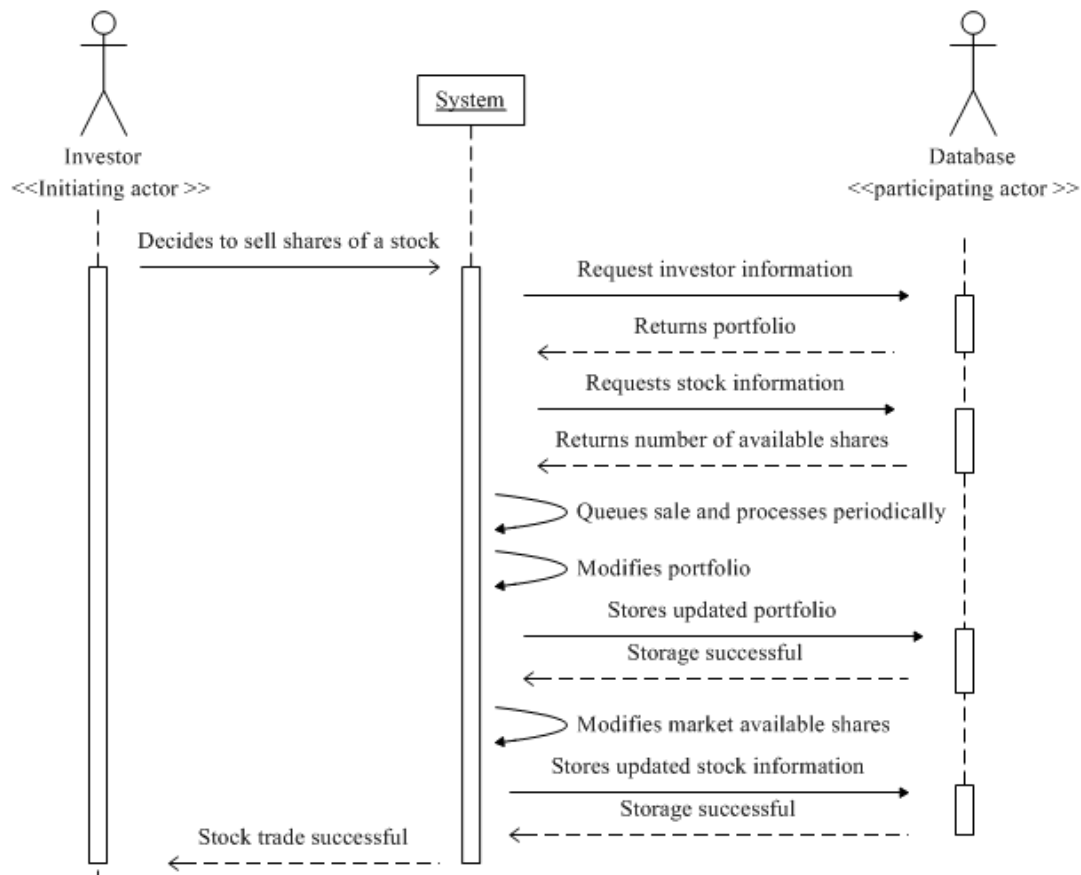 System
Investor
<<Initiating actor >>
Database
<<participating actor >>
Decides to sell shares of a stock
Request investor information
Returns portfolio
Requests stock information
Returns number of available shares
Queues sale and processes periodically
Modifies portfolio
Stores updated portfolio
Storage successful
Modifies market available shares
Stores updated stock information
Storage successful
Stock trade successful